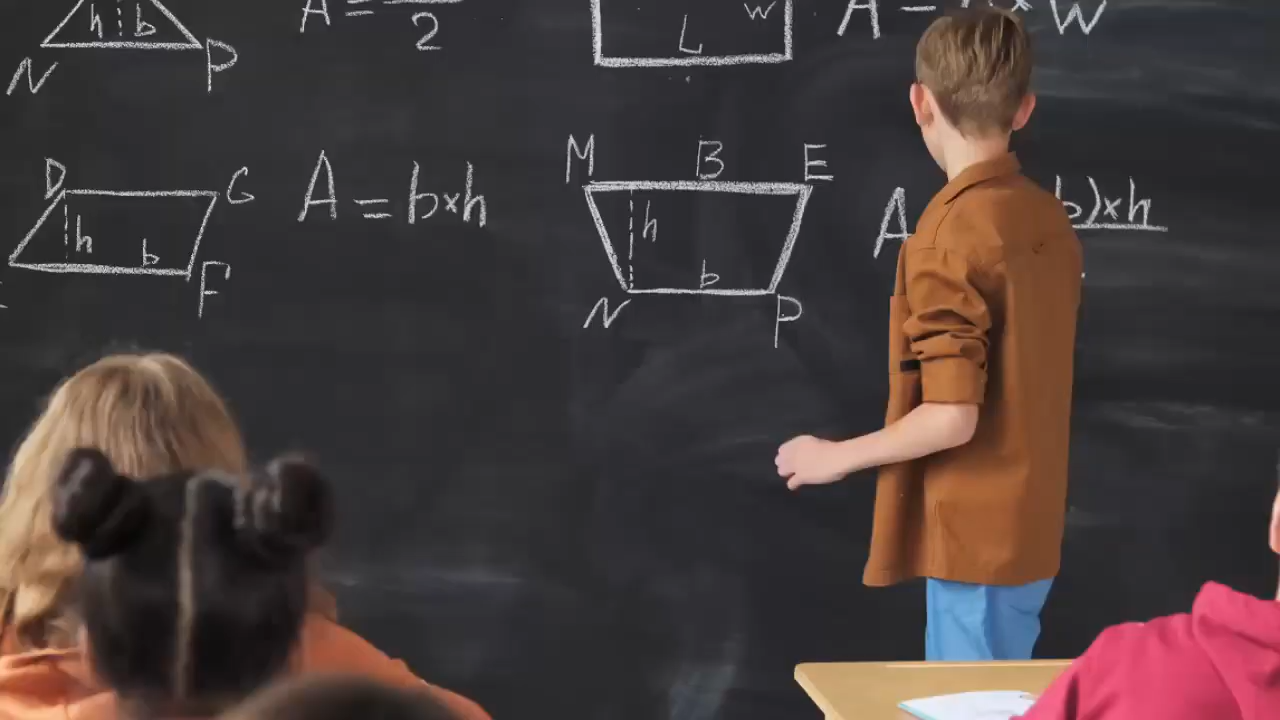 h b
N P
A = 2
W
L
A = W
D G
h b
F
A = b×h
M B E
h
b
N P
A b)×h